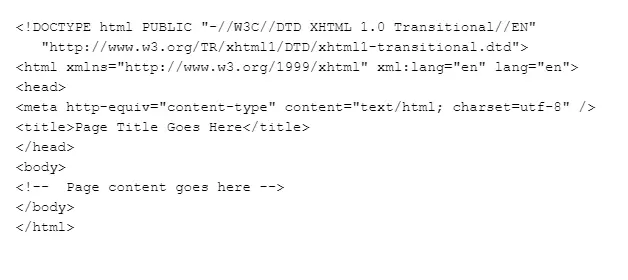 <!DOCTYPE html PUBLIC "-//W3C//DTD XHTML 1.0 Transitional//EN"
"http://www.w3.org/TR/xhtml1/DTD/xhtml1-transitional.dtd">
<html xmlns="http://www.w3.org/1999/xhtml" xml:lang="en" lang="en">
<head>
<meta http-equiv="content-type" content="text/html; charset=utf-8" />
<title>Page Title Goes Here</title>
</head>
<body>
<!--  Page content goes here -->
</body>
</html>